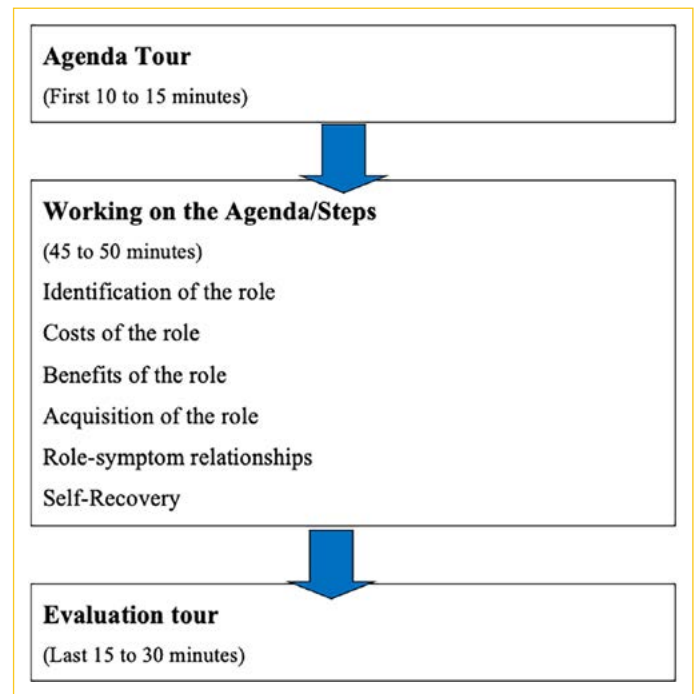 Agenda Tour
(First 10 to 15 minutes)
Working on the Agenda/Steps
(45 to 50 minutes)
Identification of the role
Costs of the role
Benefits of the role
Acquisition of the role
Role-symptom relationships
Self-Recovery
Evaluation tour
(Last 15 to 30 minutes)